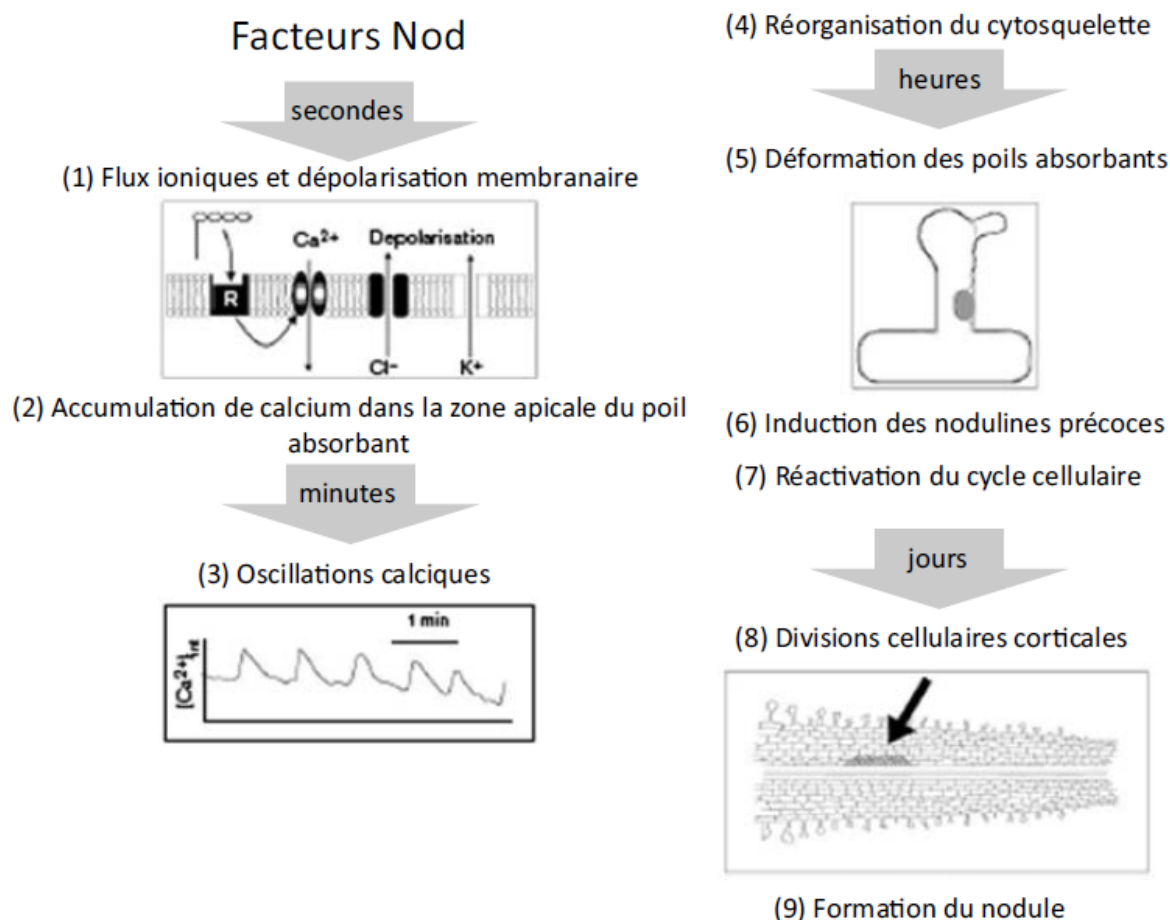 Facteurs Nod
secondes
(1) Flux ioniques et dépolarisation membranaire
Ca2+ Depolarisation
R
Cl- K+
(2) Accumulation de calcium dans la zone apicale du poil
absorbant
minutes
(3) Oscillations calciques
1 min
[Ca2+]int
(4) Réorganisation du cytosquelette
heures
(5) Déformation des poils absorbants
(6) Induction des nodulines précoces
(7) Réactivation du cycle cellulaire
jours
(8) Divisions cellulaires corticales
(9) Formation du nodule